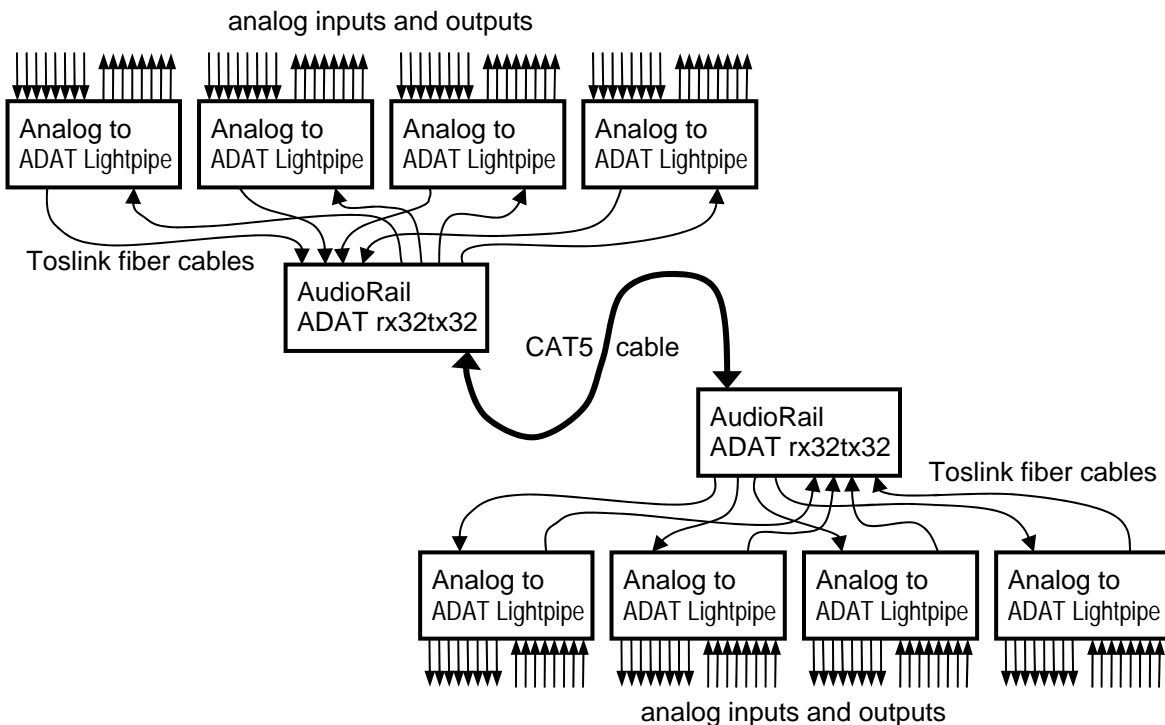 analog inputs and outputs
Analog to
ADAT Lightpipe
Analog to
ADAT Lightpipe
Analog to
ADAT Lightpipe
Analog to
ADAT Lightpipe
Toslink fiber cables
AudioRail
ADAT rx32tx32
CAT5 cable
AudioRail
ADAT rx32tx32
Toslink fiber cables
Analog to
ADAT Lightpipe
Analog to
ADAT Lightpipe
Analog to
ADAT Lightpipe
Analog to
ADAT Lightpipe
analog inputs and outputs